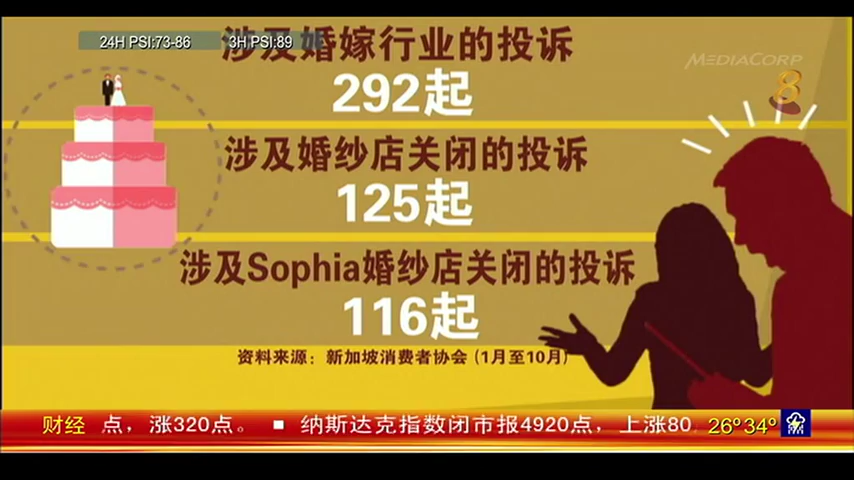 24H PSI:73-86
3H PSI:89
涉及婚嫁行业的投诉
MEDIACORP
8
292起
涉及婚纱店关闭的投诉
125起
涉及Sophia婚纱店关闭的投诉
116起
资料来源：新加坡消费者协会 (1月至10月)
财经 点，涨320点。 ■ 纳斯达克指数闭市报4920点，上涨80 26º34º